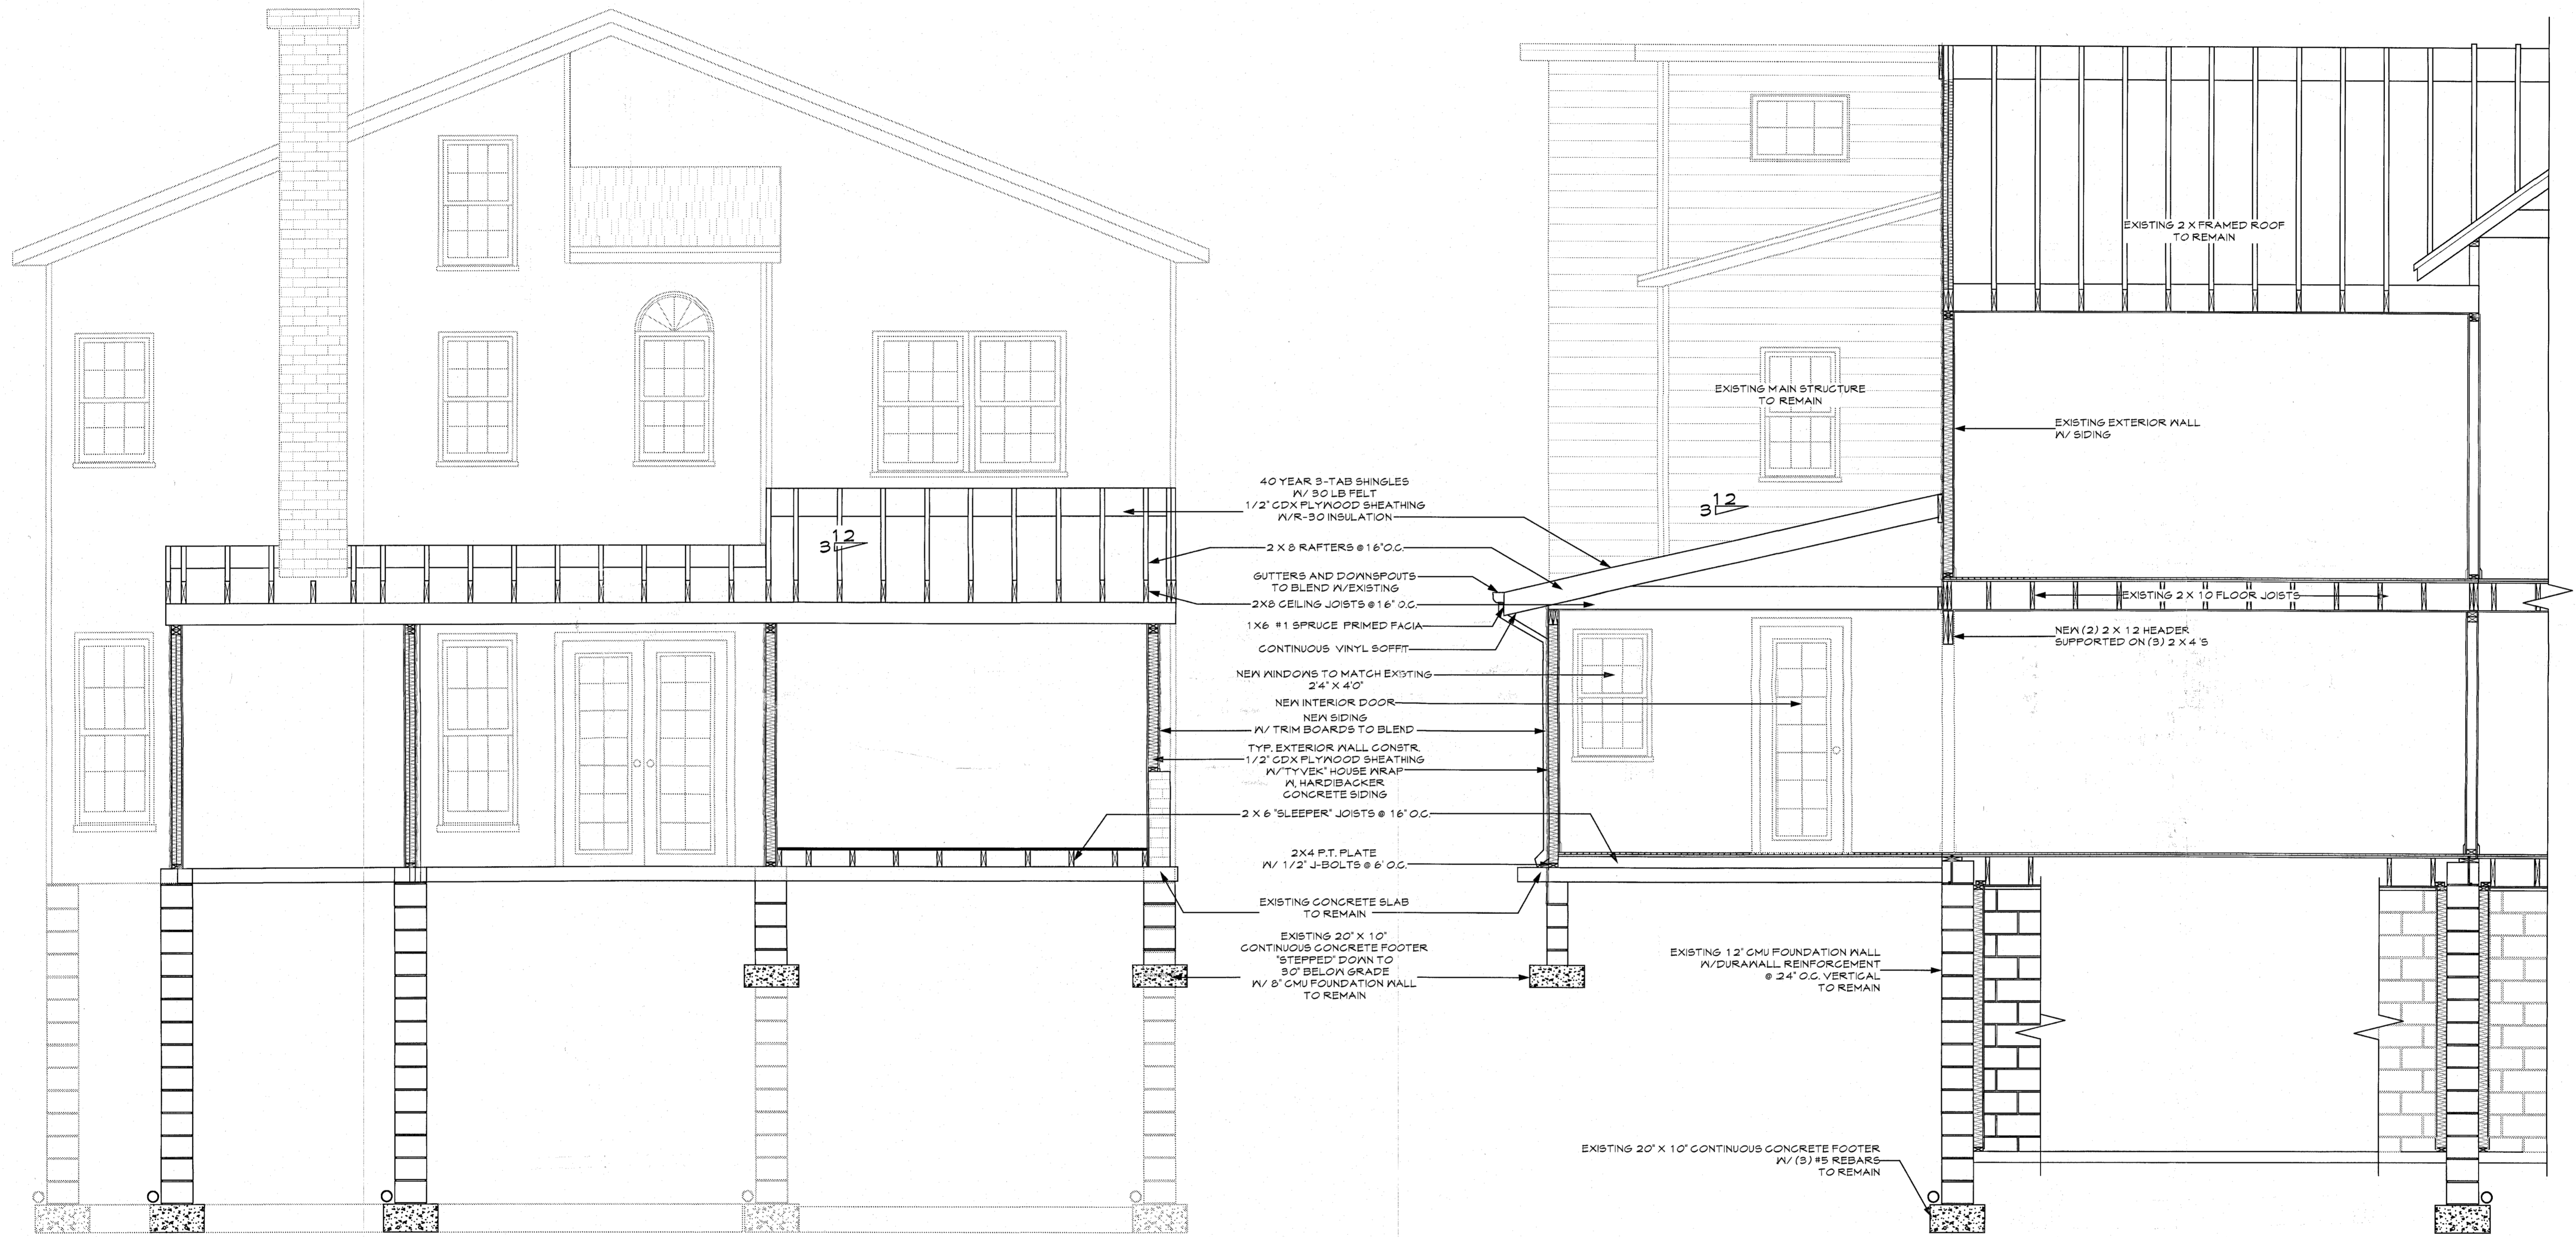 40 YEAR 3-TAB SHINGLES
W/ 30 LB FELT
1/2" CDX PLYWOOD SHEATHING
W/R-30 INSULATION
2 X 8 RAFTERS @ 16" O.C.
GUTTERS AND DOWNSPOUTS
TO BLEND W/EXISTING
2X8 CEILING JOISTS @ 16" O.C.
1X6 #1 SPRUCE PRIMED FACIA
CONTINUOUS VINYL SOFFIT
NEW WINDOWS TO MATCH EXISTING
2'4" X 4'0"
NEW INTERIOR DOOR
NEW SIDING
W/ TRIM BOARDS TO BLEND
TYP. EXTERIOR WALL CONSTR.
1/2" CDX PLYWOOD SHEATHING
W/"TYVEK" HOUSE WRAP
W, HARDIBACKER
CONCRETE SIDING
2 X 6 "SLEEPER" JOISTS @ 16" O.C.
2X4 P.T. PLATE
W/ 1/2" J-BOLTS @ 6' O.C.
EXISTING CONCRETE SLAB
TO REMAIN
EXISTING 20" X 10"
CONTINUOUS CONCRETE FOOTER
"STEPPED" DOWN TO
30" BELOW GRADE
W/ 8" CMU FOUNDATION WALL
TO REMAIN
12
3
12
3
EXISTING 2 X FRAMED ROOF
TO REMAIN
EXISTING MAIN STRUCTURE
TO REMAIN
EXISTING EXTERIOR WALL
W/ SIDING
EXISTING 2 X 10 FLOOR JOISTS
NEW (2) 2 X 12 HEADER
SUPPORTED ON (3) 2 X 4 'S
EXISTING 12" CMU FOUNDATION WALL
W/DURAWALL REINFORCEMENT
@ 24" O.C. VERTICAL
TO REMAIN
EXISTING 20" X 10" CONTINUOUS CONCRETE FOOTER
W/ (3) #5 REBARS
TO REMAIN